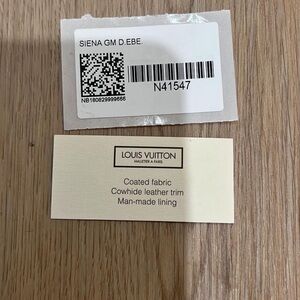 SIENA GM D.EBE.
N41547
NB180829999666
LOUIS VUITTON
MALLETIER A PARIS
Coated fabric
Cowhide leather trim
Man-made lining